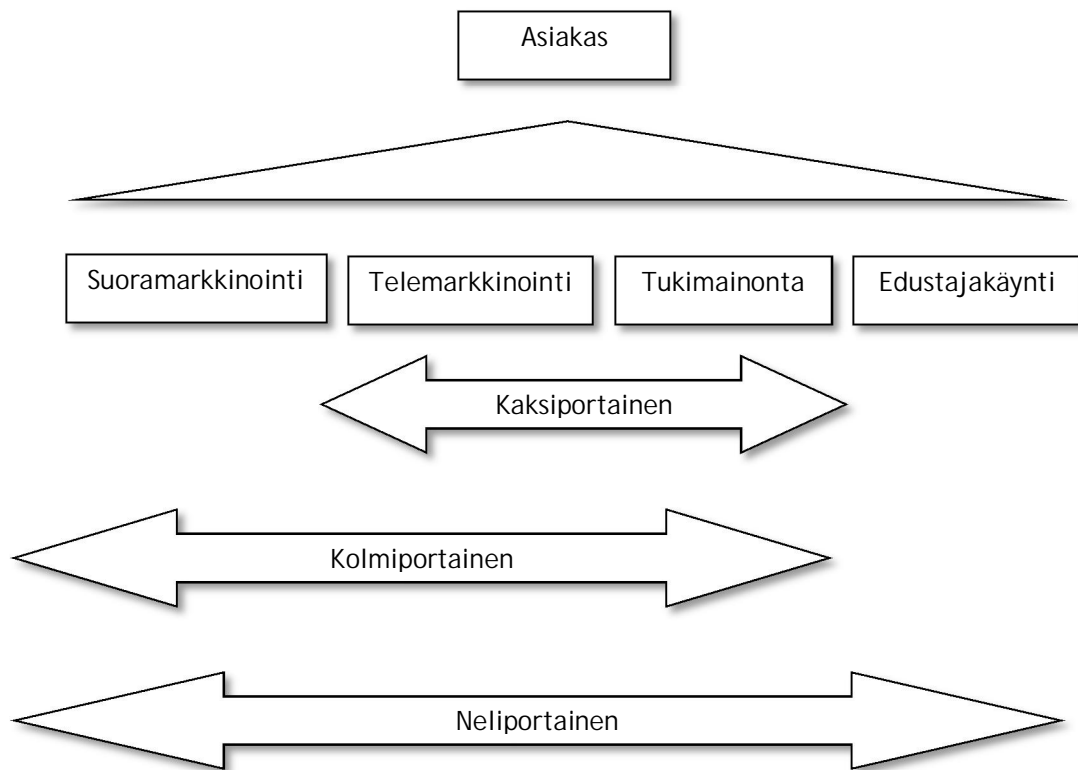 Asiakas
Suoramarkkinointi
Telemarkkinointi
Tukimainonta
Edustajakäynti
Kaksiportainen
Kolmiportainen
Neliportainen